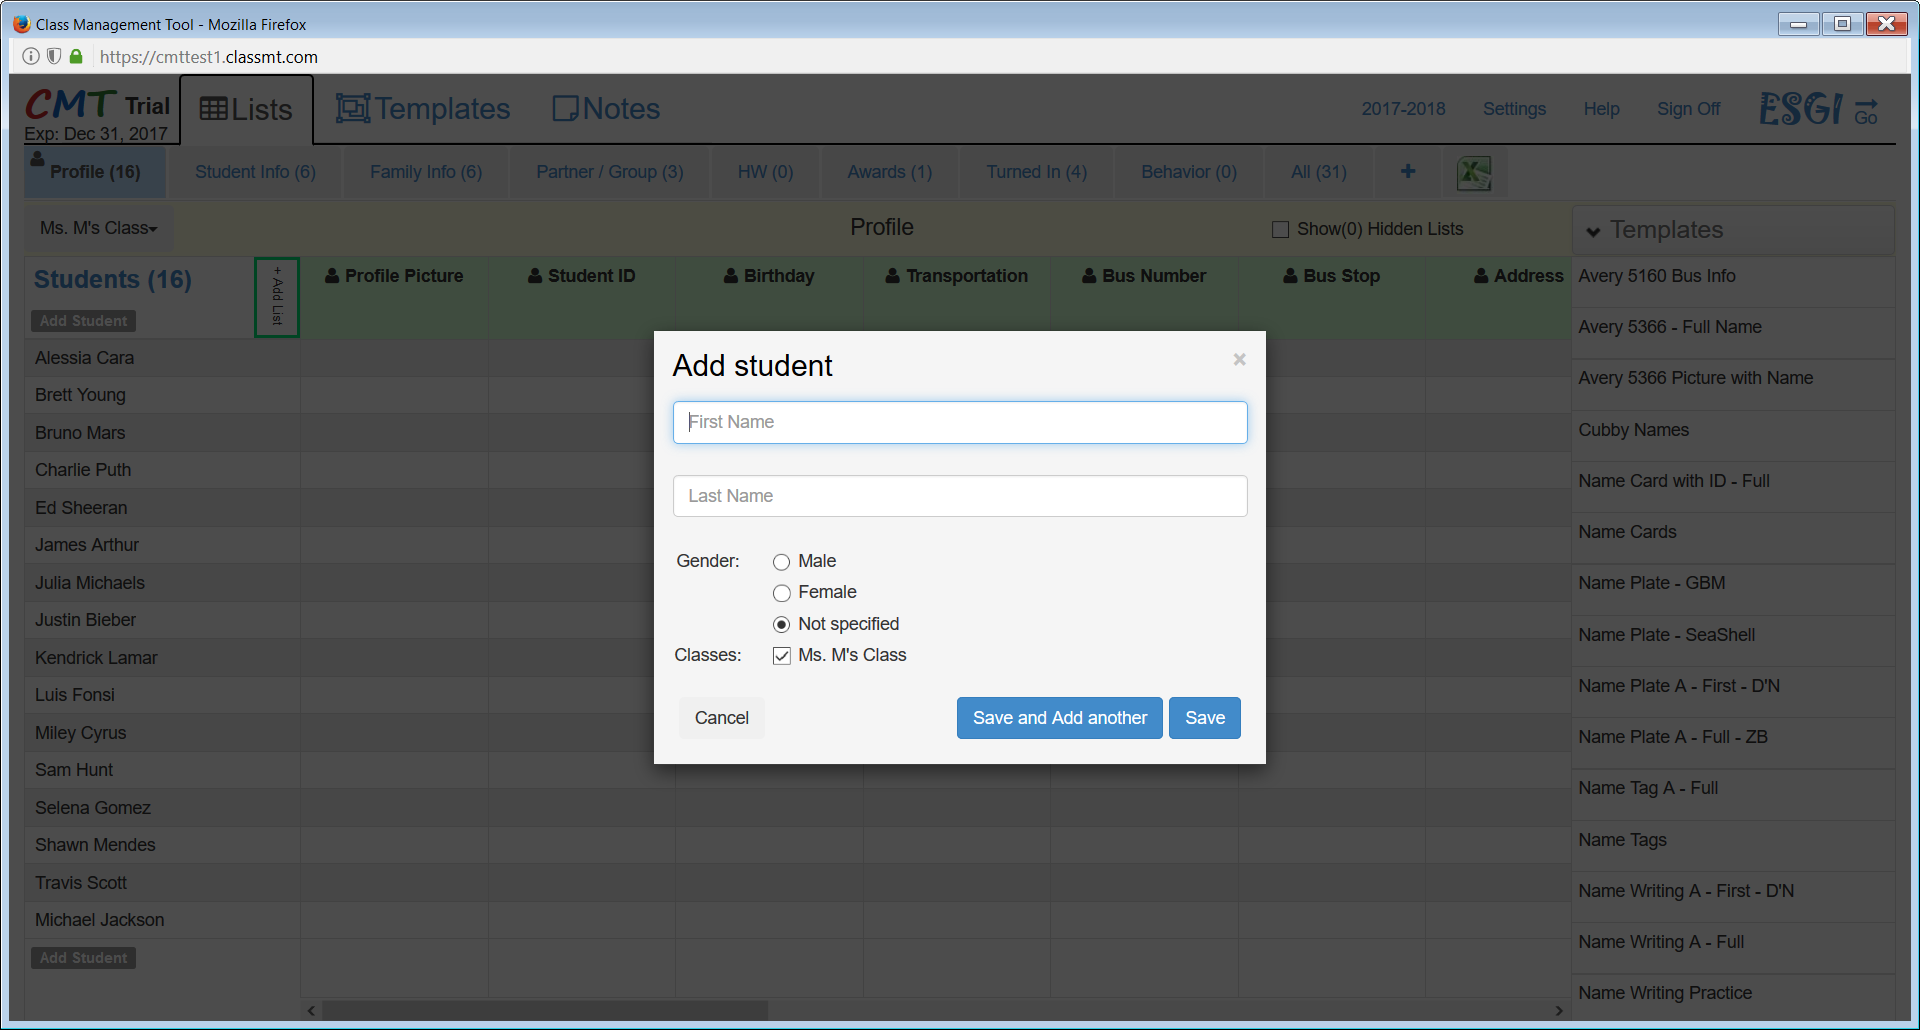 Class Management Tool - Mozilla Firefox
https://cmttest1.classmt.com
CMT Trial
Exp: Dec 31, 2017
Lists
Templates
Notes
2017-2018
Settings
Help
Sign Off
ESGI
Go
Profile (16)
Student Info (6)
Family Info (6)
Partner / Group (3)
HW (0)
Awards (1)
Turned In (4)
Behavior (0)
All (31)
+
Ms. M's Class
Profile
Show(0) Hidden Lists
Templates
Students (16)
Add Student
+ Add List
Profile Picture
Student ID
Birthday
Transportation
Bus Number
Bus Stop
Address
Alessia Cara
Brett Young
Bruno Mars
Charlie Puth
Ed Sheeran
James Arthur
Julia Michaels
Justin Bieber
Kendrick Lamar
Luis Fonsi
Miley Cyrus
Sam Hunt
Selena Gomez
Shawn Mendes
Travis Scott
Michael Jackson
Add Student
Add student
×
First Name
Last Name
Gender:
Male
Female
Not specified
Classes:
Ms. M's Class
Cancel
Save and Add another
Save
Avery 5160 Bus Info
Avery 5366 - Full Name
Avery 5366 Picture with Name
Cubby Names
Name Card with ID - Full
Name Cards
Name Plate - GBM
Name Plate - SeaShell
Name Plate A - First - D'N
Name Plate A - Full - ZB
Name Tag A - Full
Name Tags
Name Writing A - First - D'N
Name Writing A - Full
Name Writing Practice